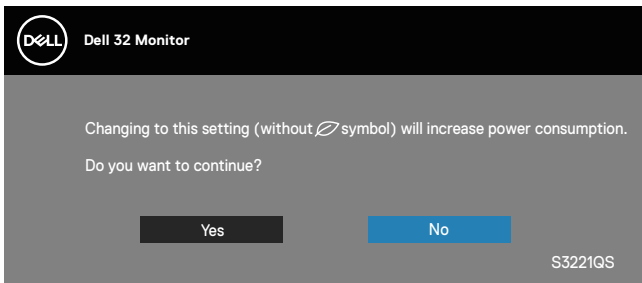 DELL
Dell 32 Monitor
Changing to this setting (without symbol) will increase power consumption.
Do you want to continue?
Yes
No
S3221QS